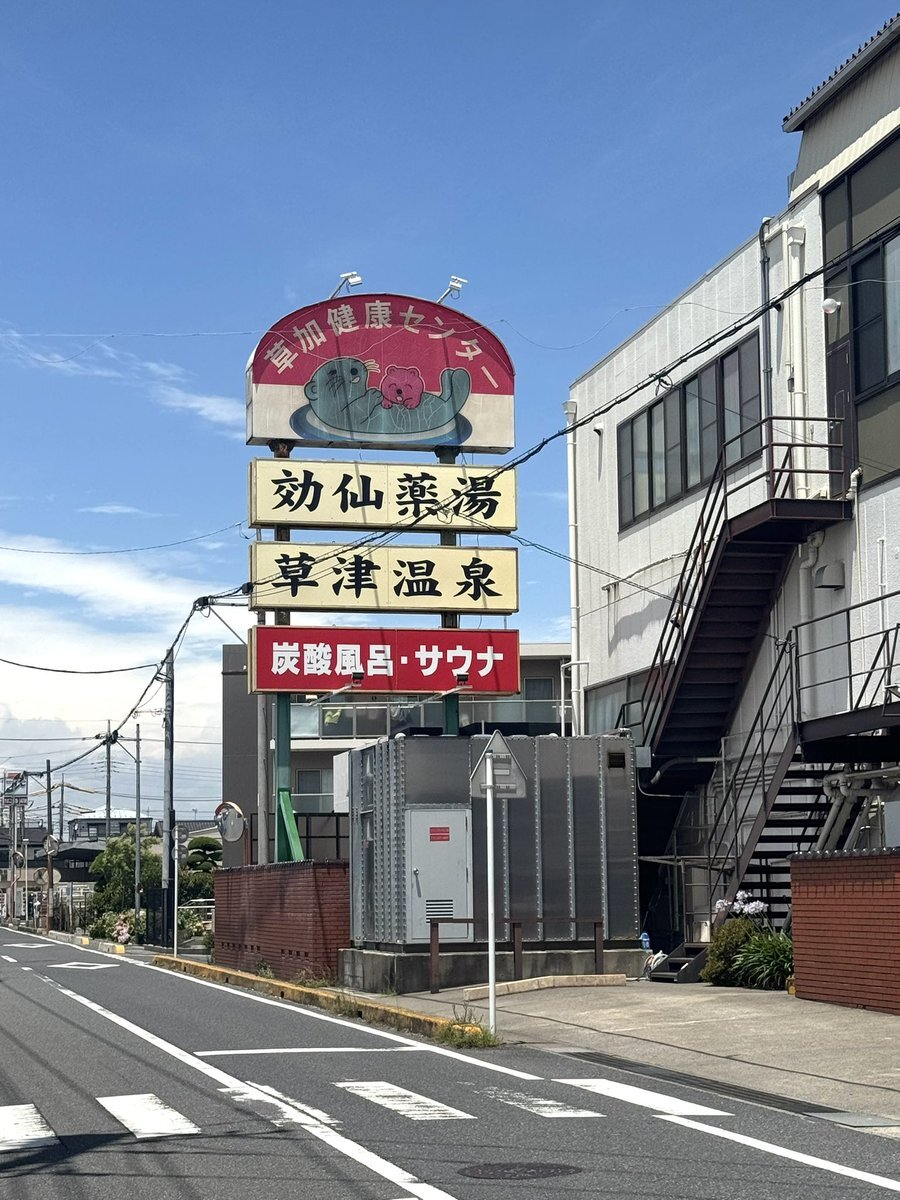 草加健康センター
効仙薬湯
草津温泉
炭酸風呂・サウナ